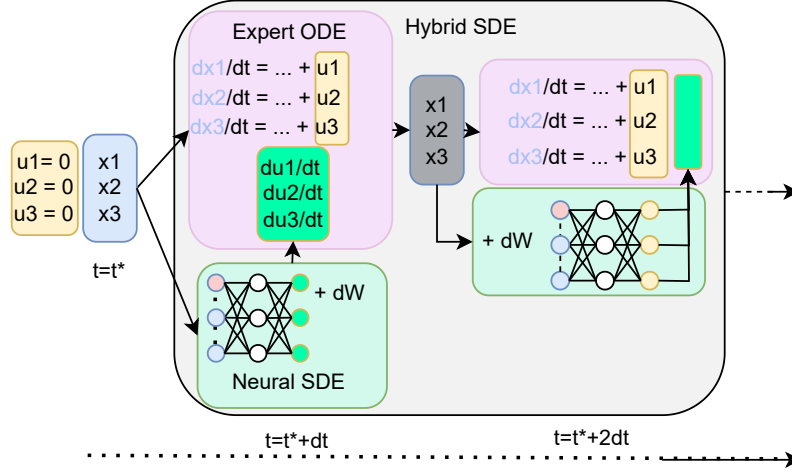 Expert ODE
Hybrid SDE
dx1/dt = ... + u1
dx2/dt = ... + u2
dx3/dt = ... + u3
du1/dt
du2/dt
du3/dt
u1= 0
u2 = 0
u3 = 0
x1
x2
x3
t=t*
+ dW
Neural SDE
x1
x2
x3
dx1/dt = ... + u1
dx2/dt = ... + u2
dx3/dt = ... + u3
+ dW
t=t*+dt
t=t*+2dt